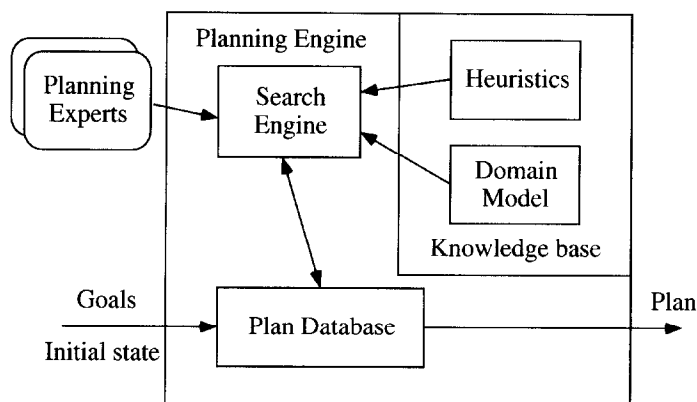 Planning Engine
Planning
Experts
Search
Engine
Heuristics
Domain
Model
Knowledge base
Goals
Initial state
Plan Database
Plan